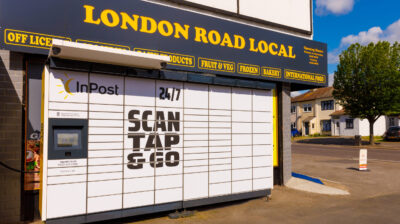 LONDON ROAD LOCAL
OFF LICENCE
PRODUCTS
FRUIT & VEG
FROZEN
BAKERY
INTERNATIONAL FOOD
InPost
24/7
SCAN
TAP
& GO